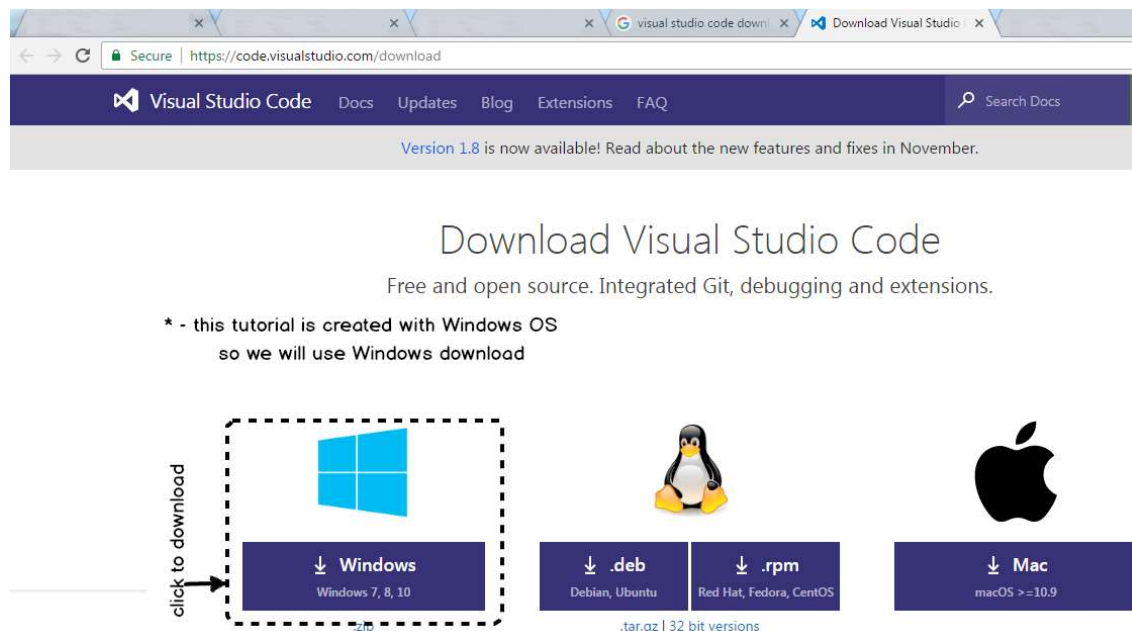 visual studio code down
Download Visual Studio
Secure | https://code.visualstudio.com/download
Visual Studio Code Docs Updates Blog Extensions FAQ Search Docs
Version 1.8 is now available! Read about the new features and fixes in November.
Download Visual Studio Code
Free and open source. Integrated Git, debugging and extensions.
* - this tutorial is created with Windows OS
so we will use Windows download
click to download
Windows
Windows 7, 8, 10
.deb
Debian, Ubuntu
.rpm
Red Hat, Fedora, CentOS
Mac
macOS >=10.9
.zip
.tar.gz | 32 bit versions